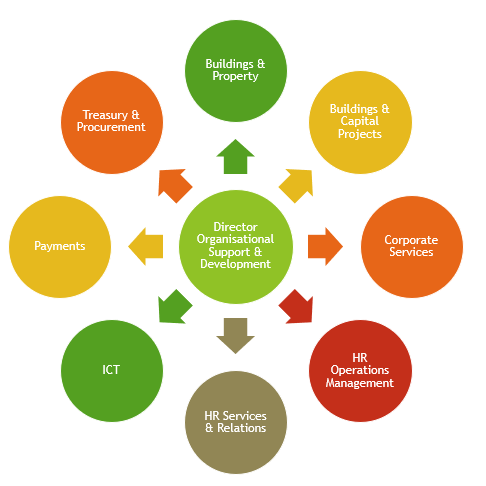 Buildings &
Property
Buildings &
Capital
Projects
Corporate
Services
HR
Operations
Management
HR Services
& Relations
ICT
Payments
Treasury &
Procurement
Director
Organisational
Support &
Development